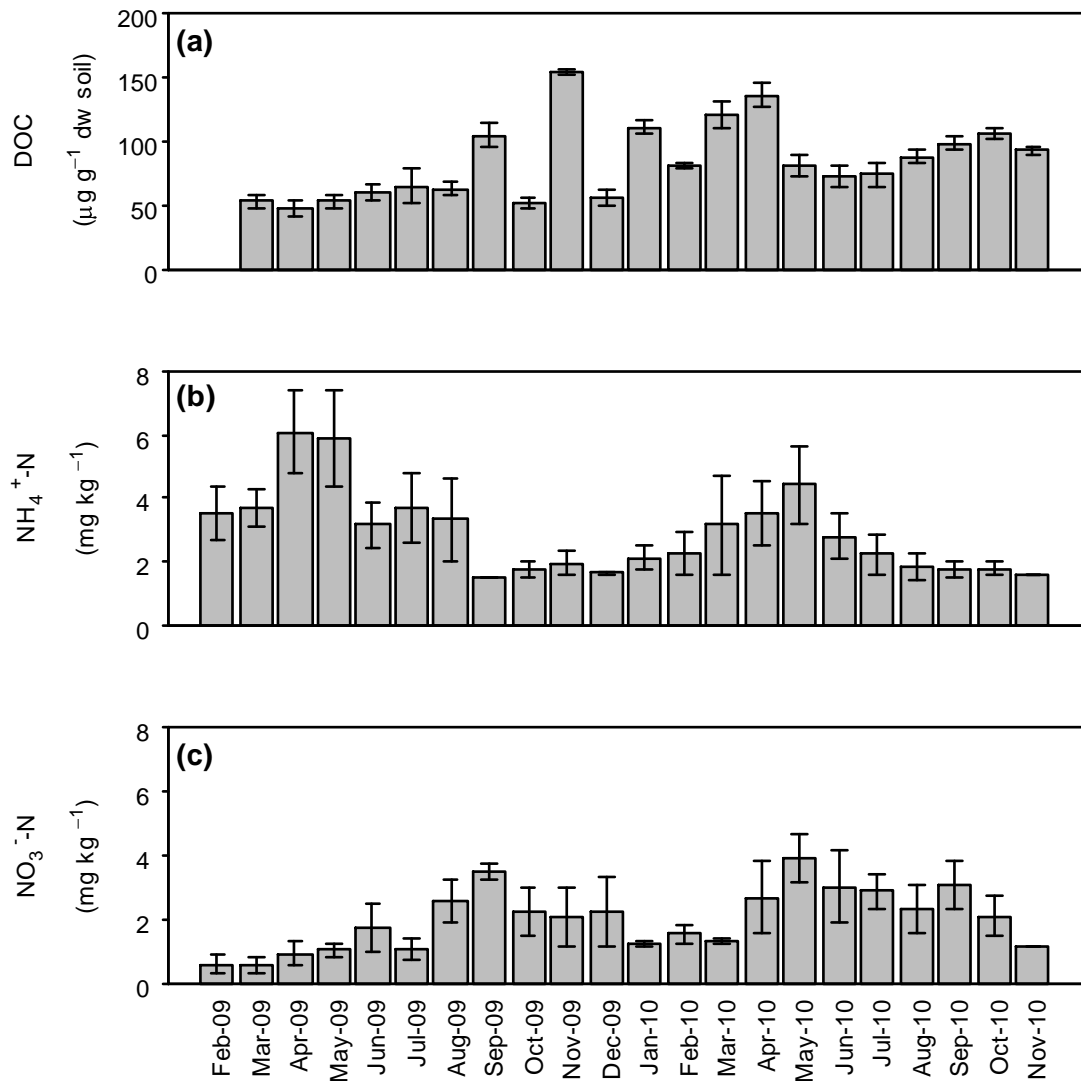 (a)
DOC
(µg g⁻¹ dw soil)
200
150
100
50
0
(b)
NH₄⁺-N
(mg kg⁻¹)
8
6
4
2
0
(c)
NO₃⁻-N
(mg kg⁻¹)
8
6
4
2
0
Feb-09
Mar-09
Apr-09
May-09
Jun-09
Jul-09
Aug-09
Sep-09
Oct-09
Nov-09
Dec-09
Jan-10
Feb-10
Mar-10
Apr-10
May-10
Jun-10
Jul-10
Aug-10
Sep-10
Oct-10
Nov-10